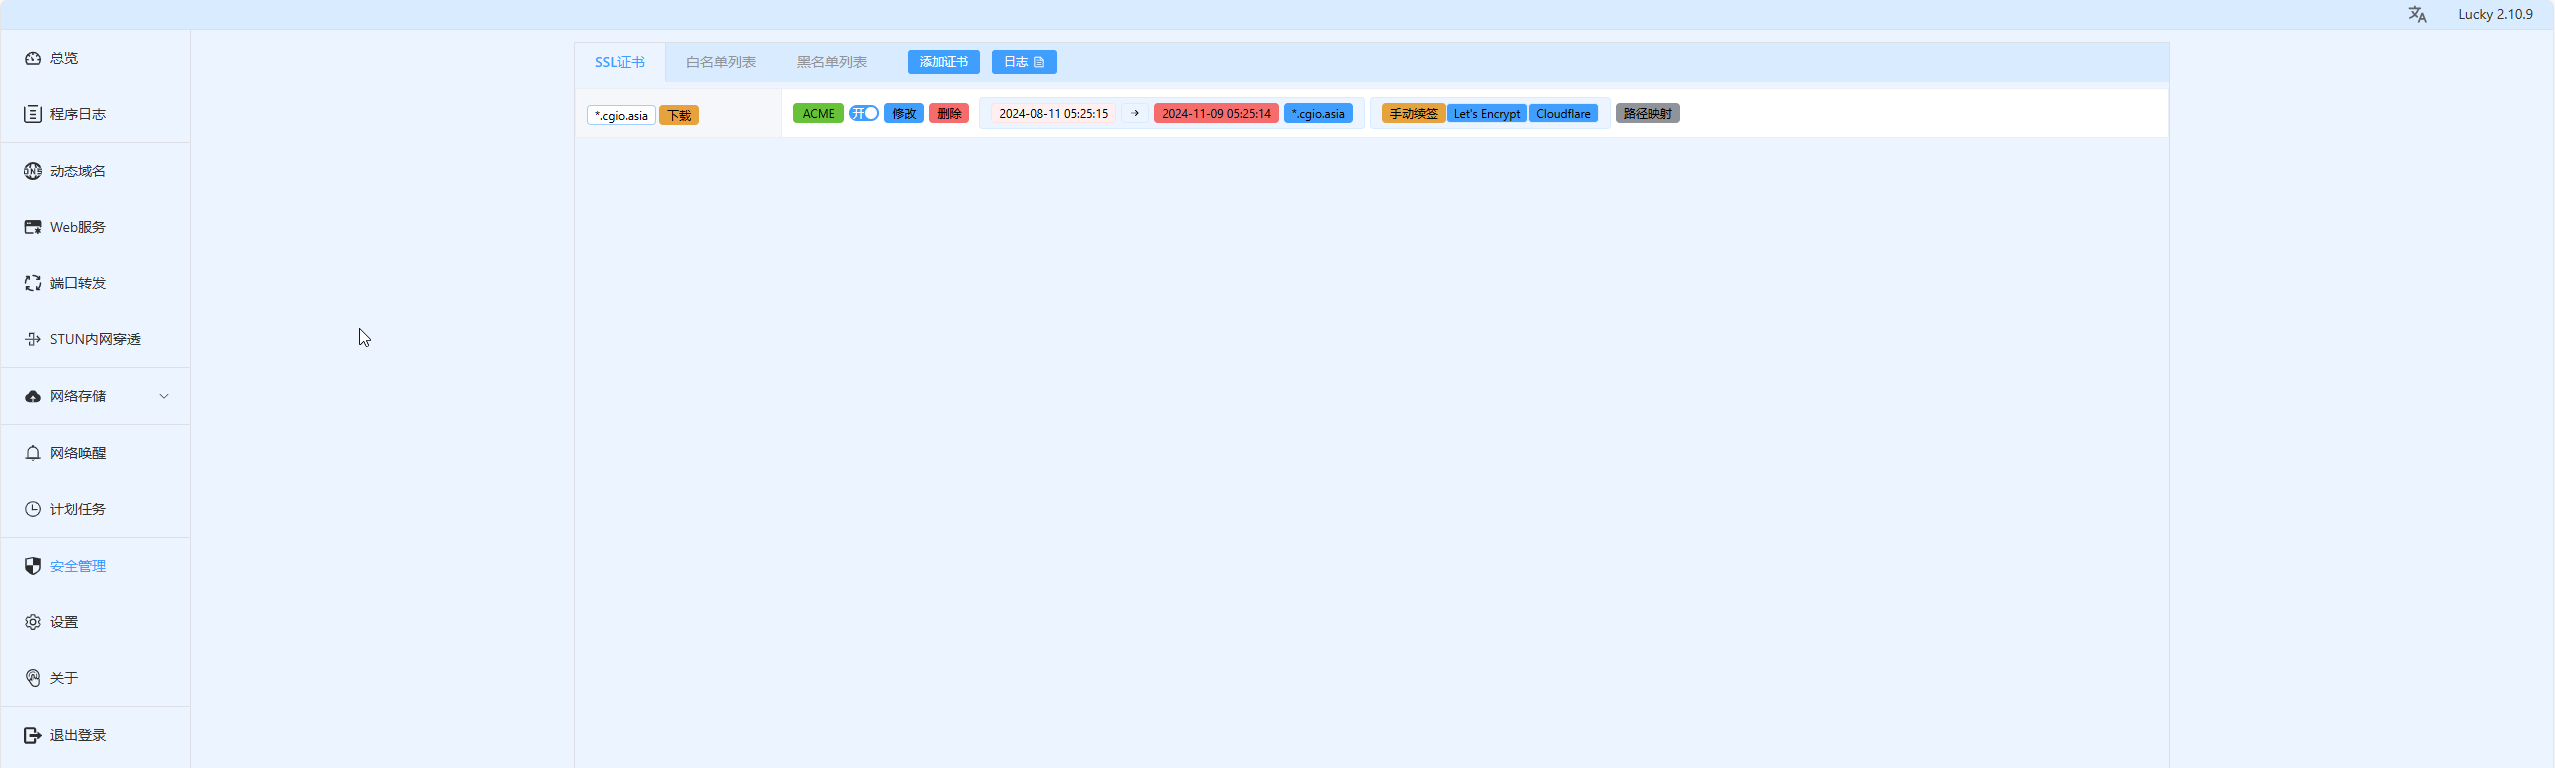 Lucky 2.10.9
总览
程序日志
动态域名
Web服务
端口转发
STUN内网穿透
网络存储
网络唤醒
计划任务
安全管理
设置
关于
退出登录
SSL证书 白名单列表 黑名单列表 添加证书 日志
*.cgio.asia 下载 ACME 开 修改 删除 2024-08-11 05:25:15 → 2024-11-09 05:25:14 *.cgio.asia 手动续签 Let's Encrypt Cloudflare 路径映射